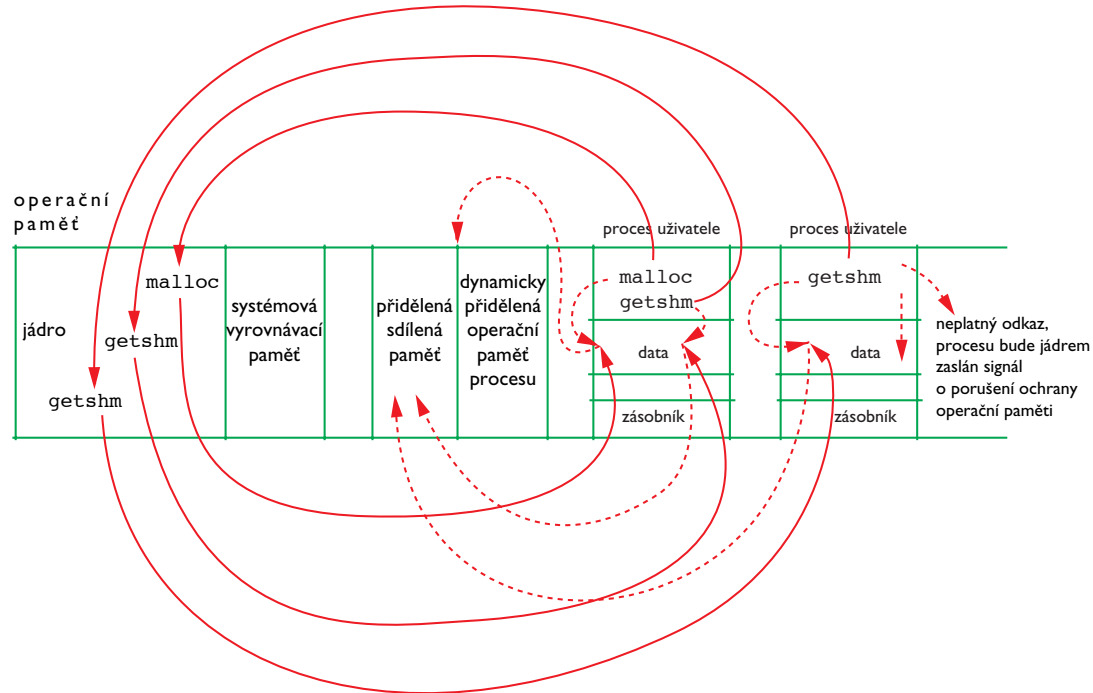 operační
paměť
proces uživatele
proces uživatele
jádro
malloc
getshm
getshm
systémová
vyrovnávací
paměť
přidělená
sdílená
paměť
dynamicky
přidělená
operační
paměť
procesu
malloc
getshm
data
zásobník
getshm
data
zásobník
neplatný odkaz,
procesu bude jádrem
zaslán signál
o porušení ochrany
operační paměti